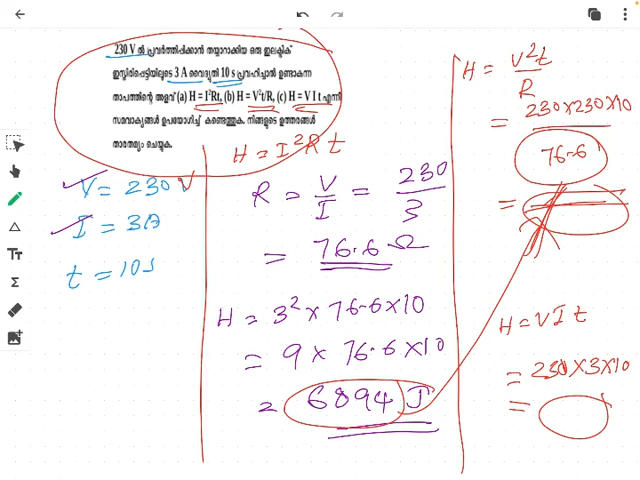 230 V ൽ പ്രവർത്തിപ്പിക്കാൻ തയ്യാറാക്കിയ ഒരു ഇലക്ട്രിക്
ഇസ്തിരിപ്പെട്ടിയിലൂടെ 3 A വൈദ്യുതി 10 s പ്രവഹിച്ചാൽ ഉണ്ടാകുന്ന
താപത്തിന്റെ അളവ് (a) H = I²Rt, (b) H = V²t/R, (c) H = V I t എന്നീ
സമവാക്യങ്ങൾ ഉപയോഗിച്ച് കണ്ടെത്തുക. നിങ്ങളുടെ ഉത്തരങ്ങൾ
താരതമ്യം ചെയ്യുക.
V = 230 V
I = 3A
t = 10s
H = I²R t
R = V/I = 230/3
= 76.6 Ω
H = 3² × 76.6 × 10
= 9 × 76.6 × 10
= 6894 J
H = V²t/R
= 230×230×10
76.6
=
H = V I t
= 230×3×10
=
Tт
Σ